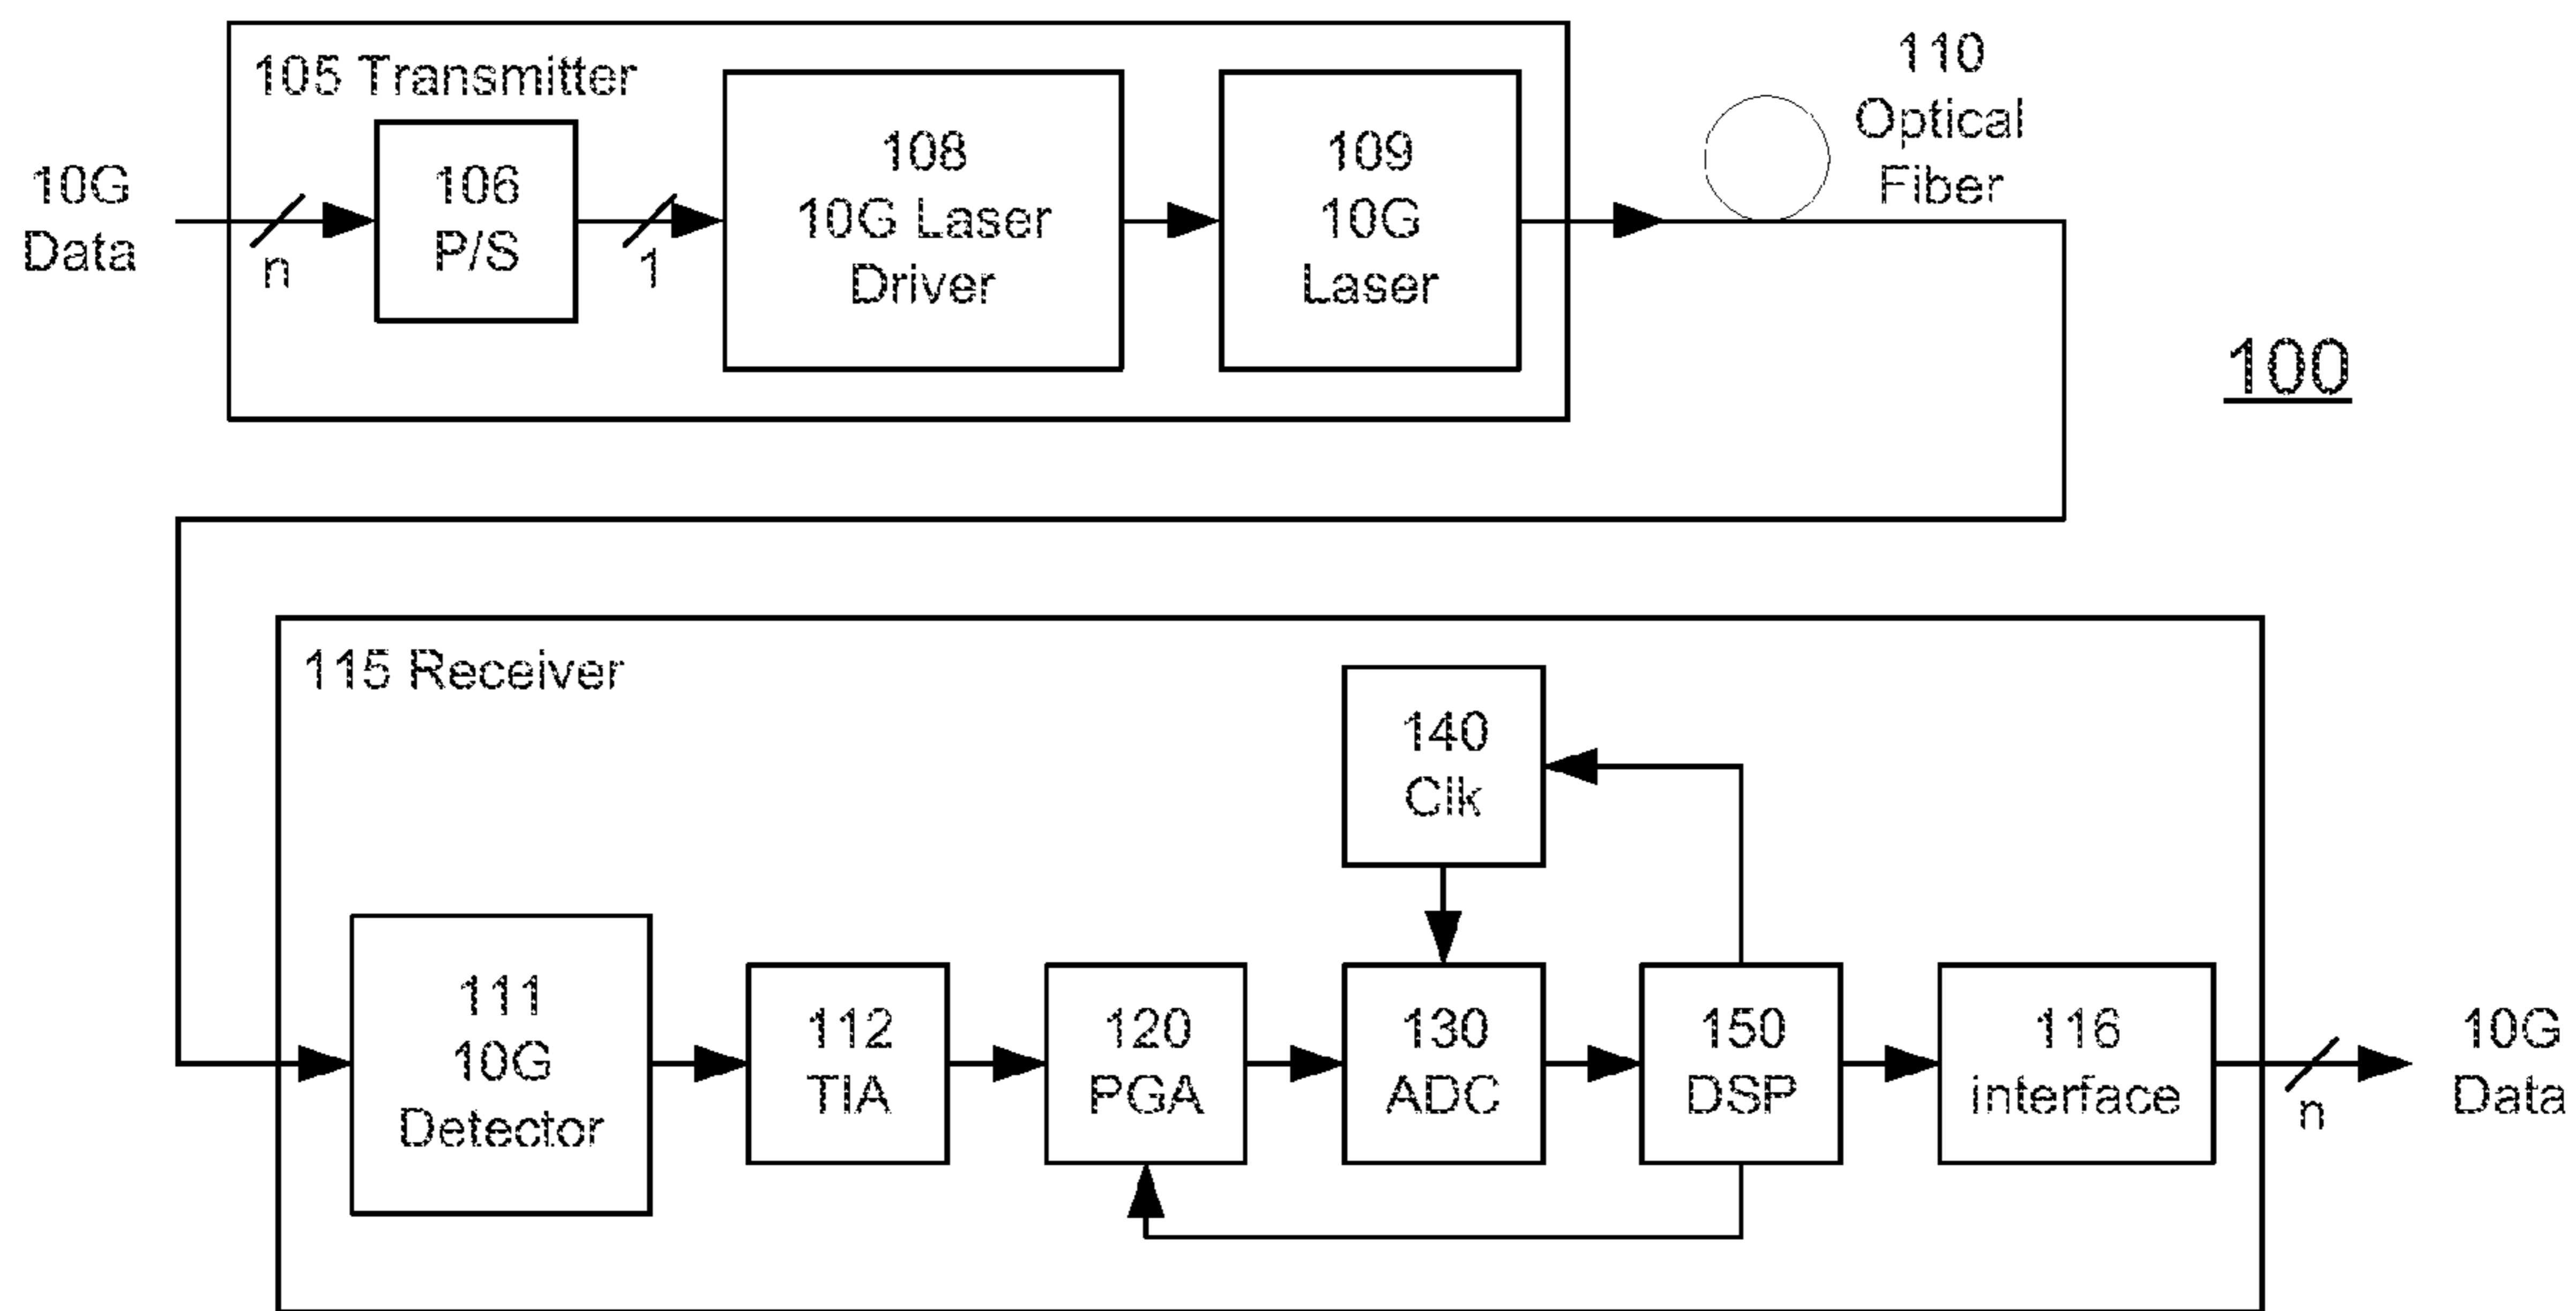 105 Transmitter
10G
Data
n
106
P/S
1
108
10G Laser
Driver
109
10G
Laser
110
Optical
Fiber
100
115 Receiver
140
Clk
111
10G
Detector
112
TIA
120
PGA
130
ADC
150
DSP
116
interface
n
10G
Data